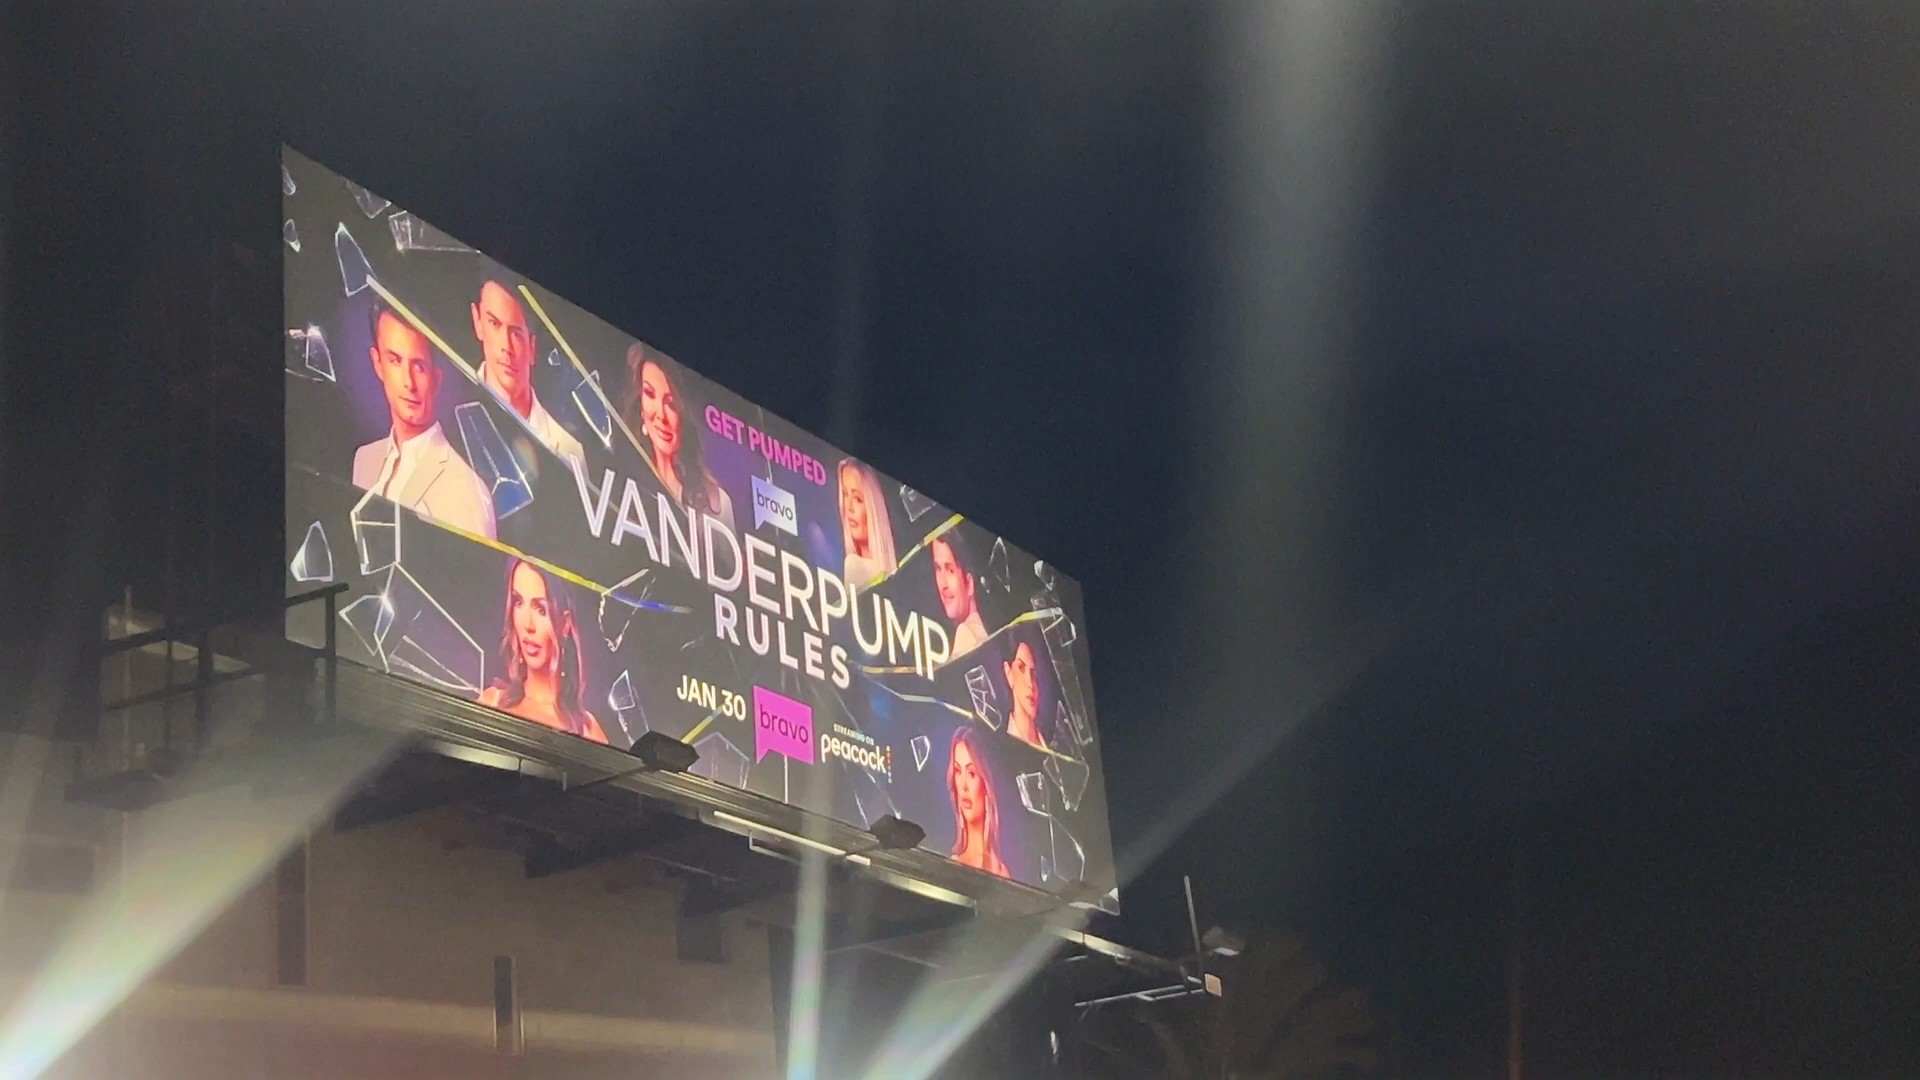 GET PUMPED
bravo
VANDERPUMP
RULES
JAN 30
bravo
STREAMING ON
peacock